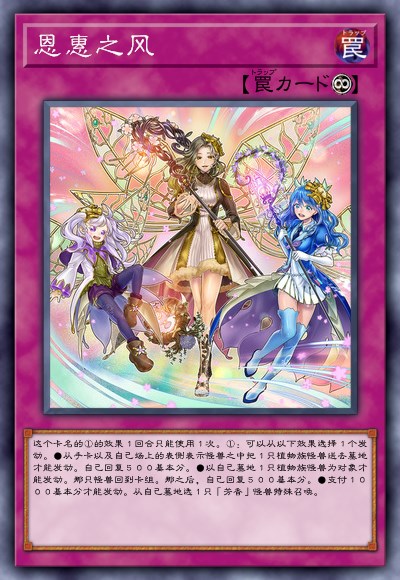 恩惠之风
トラップ
罠
トラップ
【罠カード】
这个卡名的①的效果1回合只能使用1次。①:可以从以下效果选择1个发
动。●从手卡以及自己场上的表侧表示怪兽之中把1只植物族怪兽送去墓地
才能发动。自己回复500基本分。●以自己墓地1只植物族怪兽为对象才
能发动。那只怪兽回到卡组。那之后,自己回复500基本分。●支付10
00基本分才能发动。从自己墓地选1只「芳香」怪兽特殊召唤。